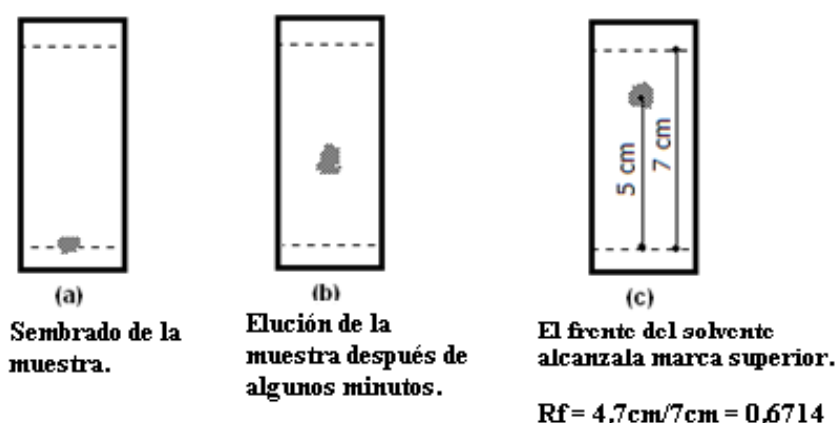 5 cm
7 cm
(a)
(b)
(c)
Sembrado de la
muestra.
Elución de la
muestra después de
algunos minutos.
El frente del solvente
alcanzala marca superior.
Rf = 4,7cm/7cm = 0,6714